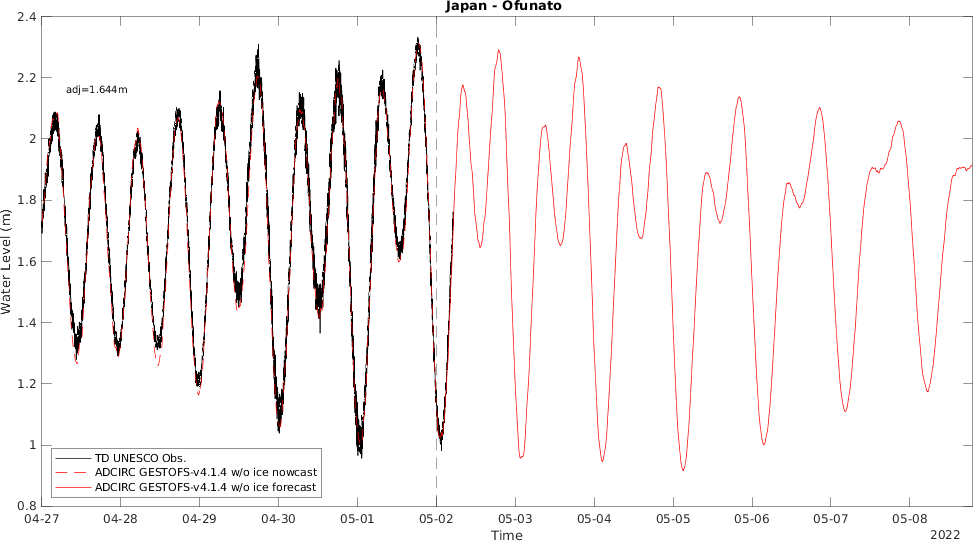 Japan - Ofunato
2.4
2.2
2
1.8
1.6
1.4
1.2
1
0.8
Water Level (m)
adj=1.644m
TD UNESCO Obs.
ADCIRC GESTOFS-v4.1.4 w/o ice nowcast
ADCIRC GESTOFS-v4.1.4 w/o ice forecast
04-27 04-28 04-29 04-30 05-01 05-02 05-03 05-04 05-05 05-06 05-07 05-08
Time
2022